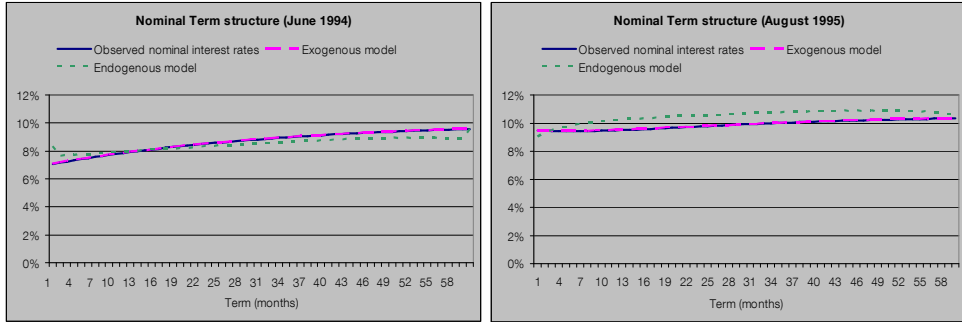 Nominal Term structure (June 1994)
Observed nominal interest rates
Exogenous model
Endogenous model
12%
10%
8%
6%
4%
2%
0%
1 4 7 10 13 16 19 22 25 28 31 34 37 40 43 46 49 52 55 58
Term (months)
Nominal Term structure (August 1995)
Observed nominal interest rates
Exogenous model
Endogenous model
12%
10%
8%
6%
4%
2%
0%
1 4 7 10 13 16 19 22 25 28 31 34 37 40 43 46 49 52 55 58
Term (months)